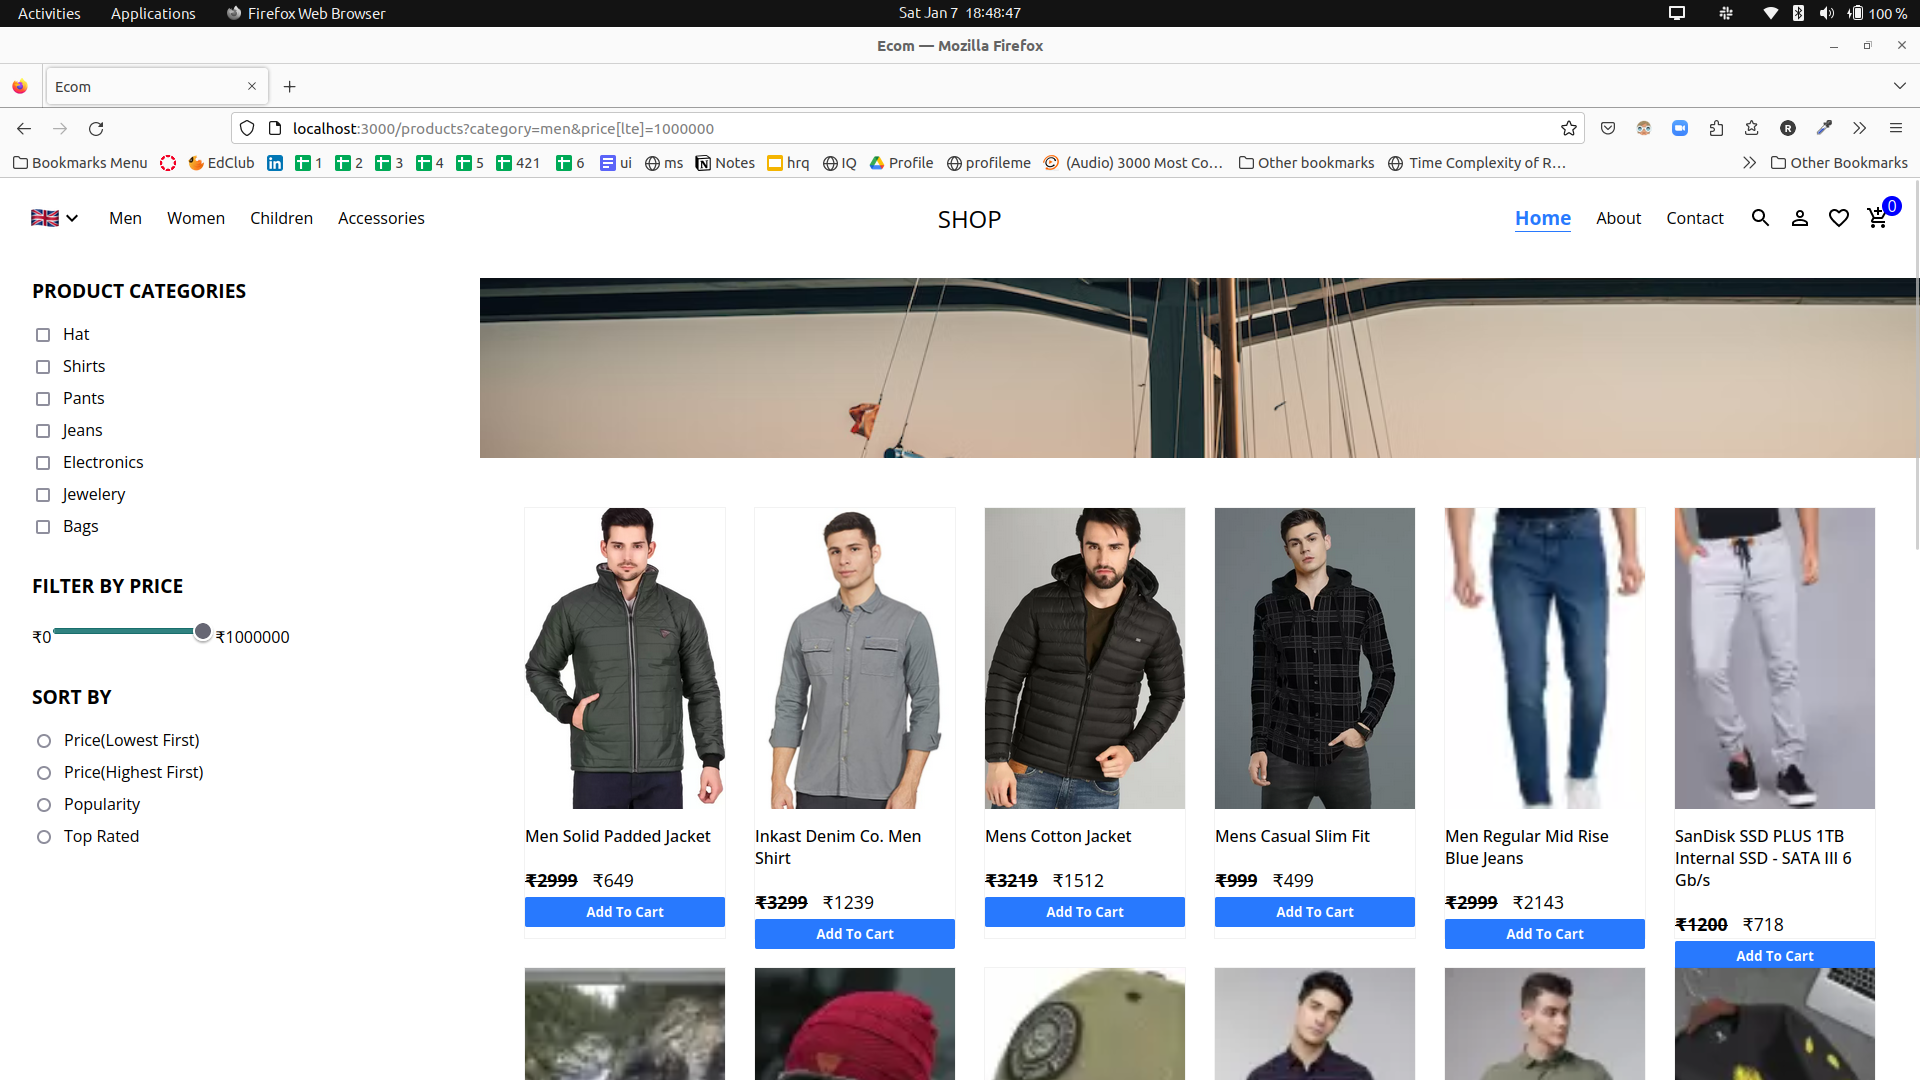 Activities Applications Firefox Web Browser Sat Jan 7 18:48:47 100 %
Ecom — Mozilla Firefox
Ecom
localhost:3000/products?category=men&price[lte]=1000000
Bookmarks Menu EdClub 1 2 3 4 5 421 6 ui ms Notes hrq IQ Profile profileme (Audio) 3000 Most Co… Other bookmarks Time Complexity of R… Other Bookmarks
Men Women Children Accessories SHOP Home About Contact 0
PRODUCT CATEGORIES
Hat
Shirts
Pants
Jeans
Electronics
Jewelery
Bags
FILTER BY PRICE
₹0 ₹1000000
SORT BY
Price(Lowest First)
Price(Highest First)
Popularity
Top Rated
Men Solid Padded Jacket
₹2999 ₹649
Add To Cart
Inkast Denim Co. Men
Shirt
₹3299 ₹1239
Add To Cart
Mens Cotton Jacket
₹3219 ₹1512
Add To Cart
Mens Casual Slim Fit
₹999 ₹499
Add To Cart
Men Regular Mid Rise
Blue Jeans
₹2999 ₹2143
Add To Cart
SanDisk SSD PLUS 1TB
Internal SSD - SATA III 6
Gb/s
₹1200 ₹718
Add To Cart